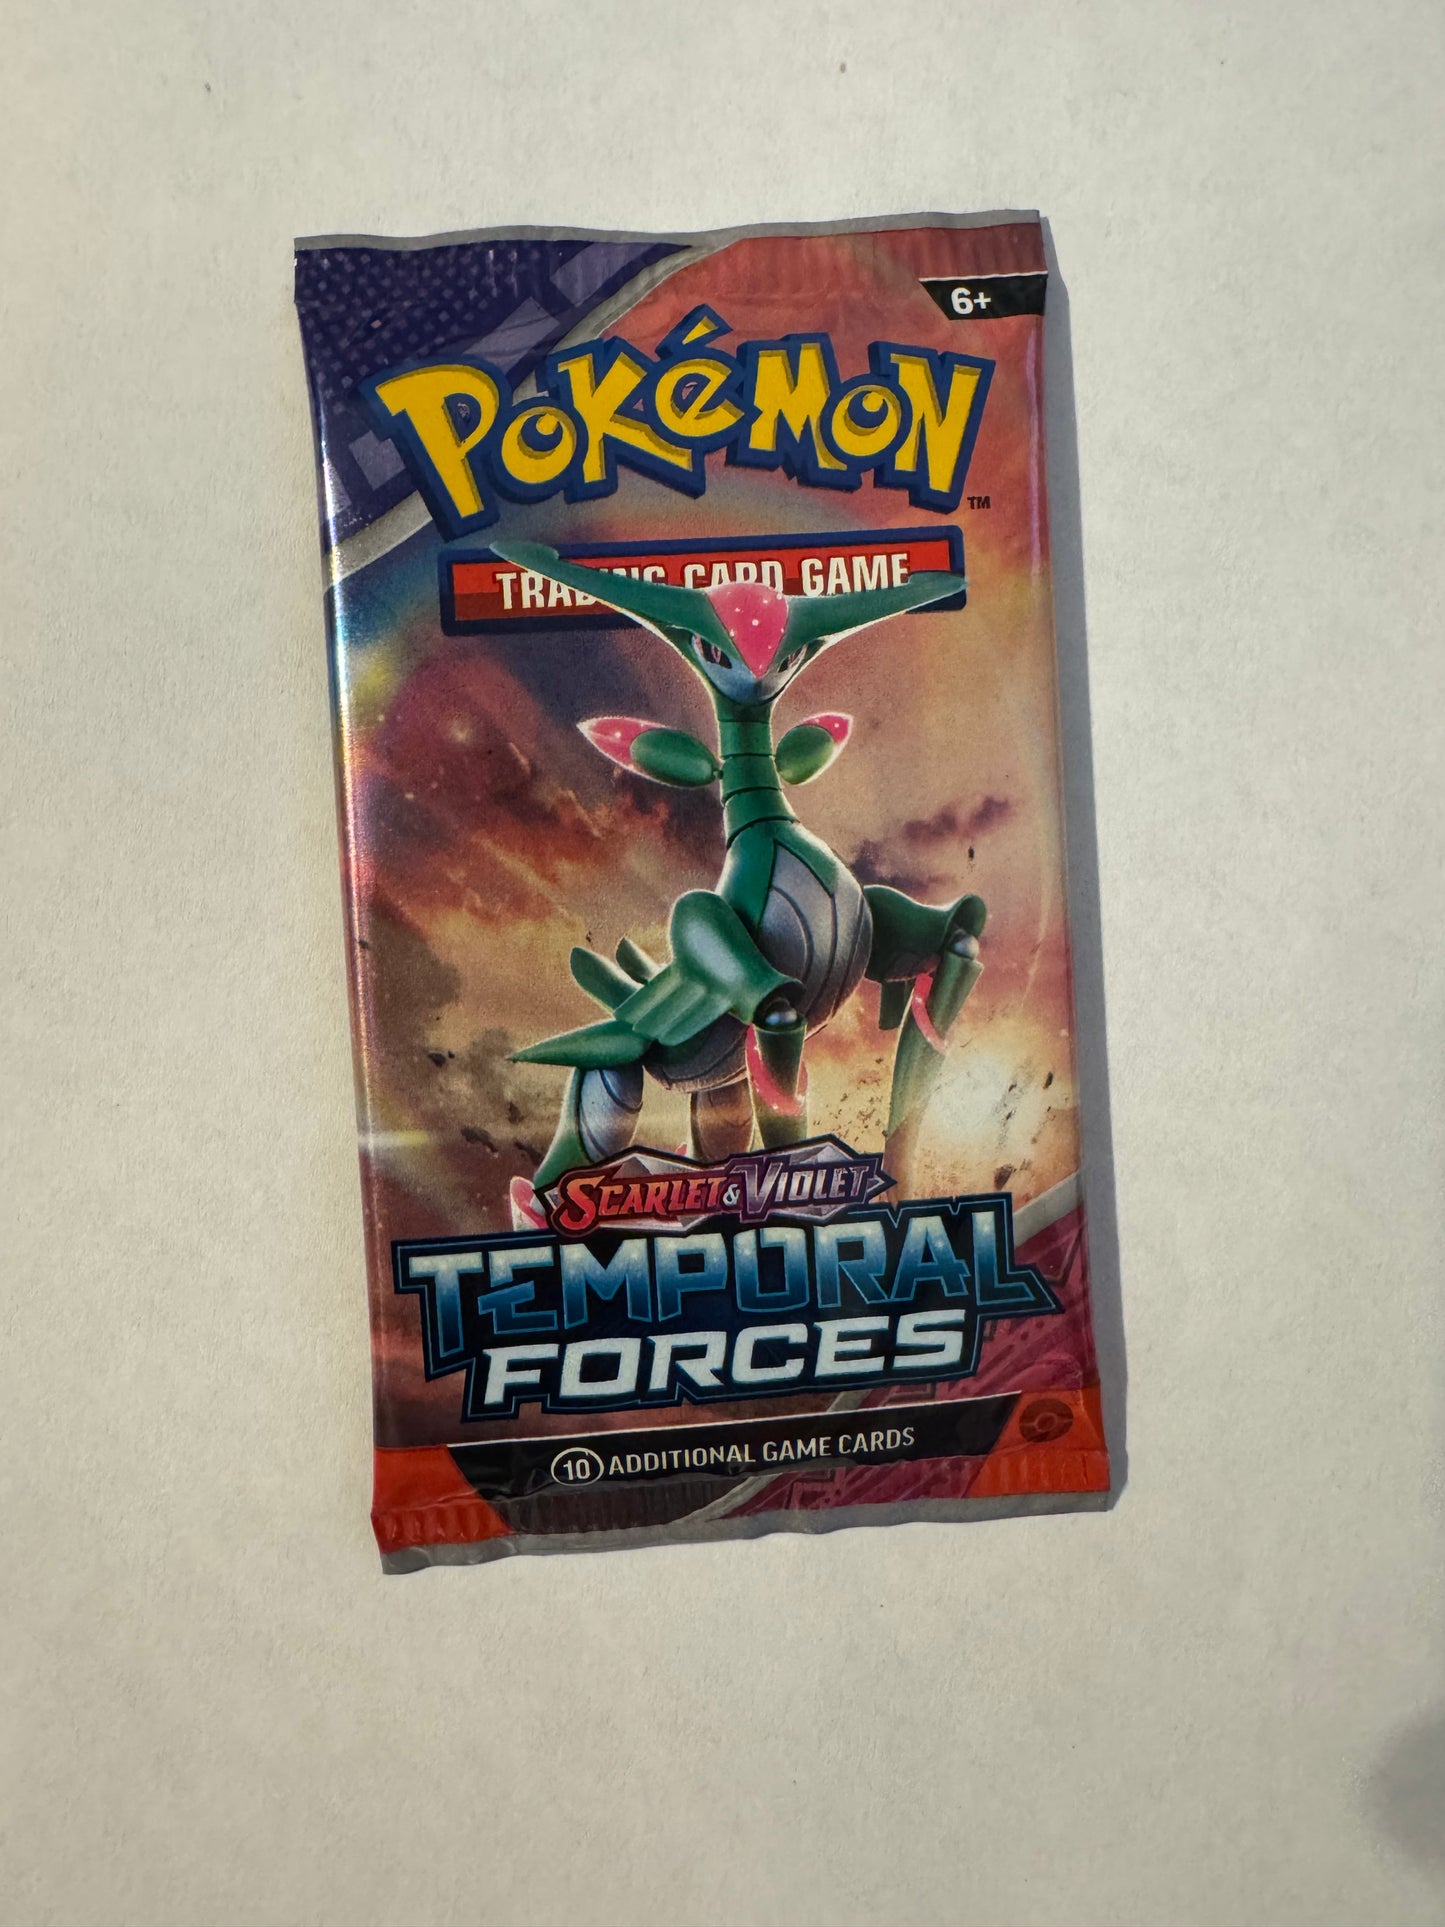 6+
POKéMON
TM
TRADING CARD GAME
SCARLET & VIOLET
TEMPORAL
FORCES
10 ADDITIONAL GAME CARDS